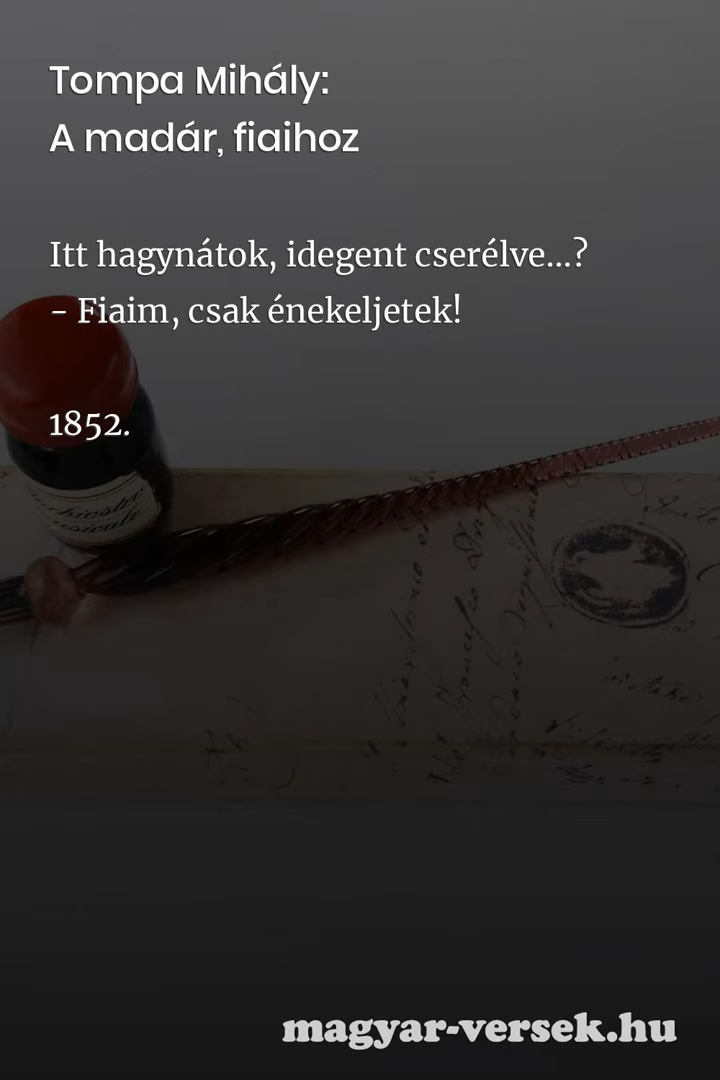 Tompa Mihály:
A madár, fiaihoz
Itt hagynátok, idegent cserélve...?
- Fiaim, csak énekeljetek!
1852.
magyar-versek.hu